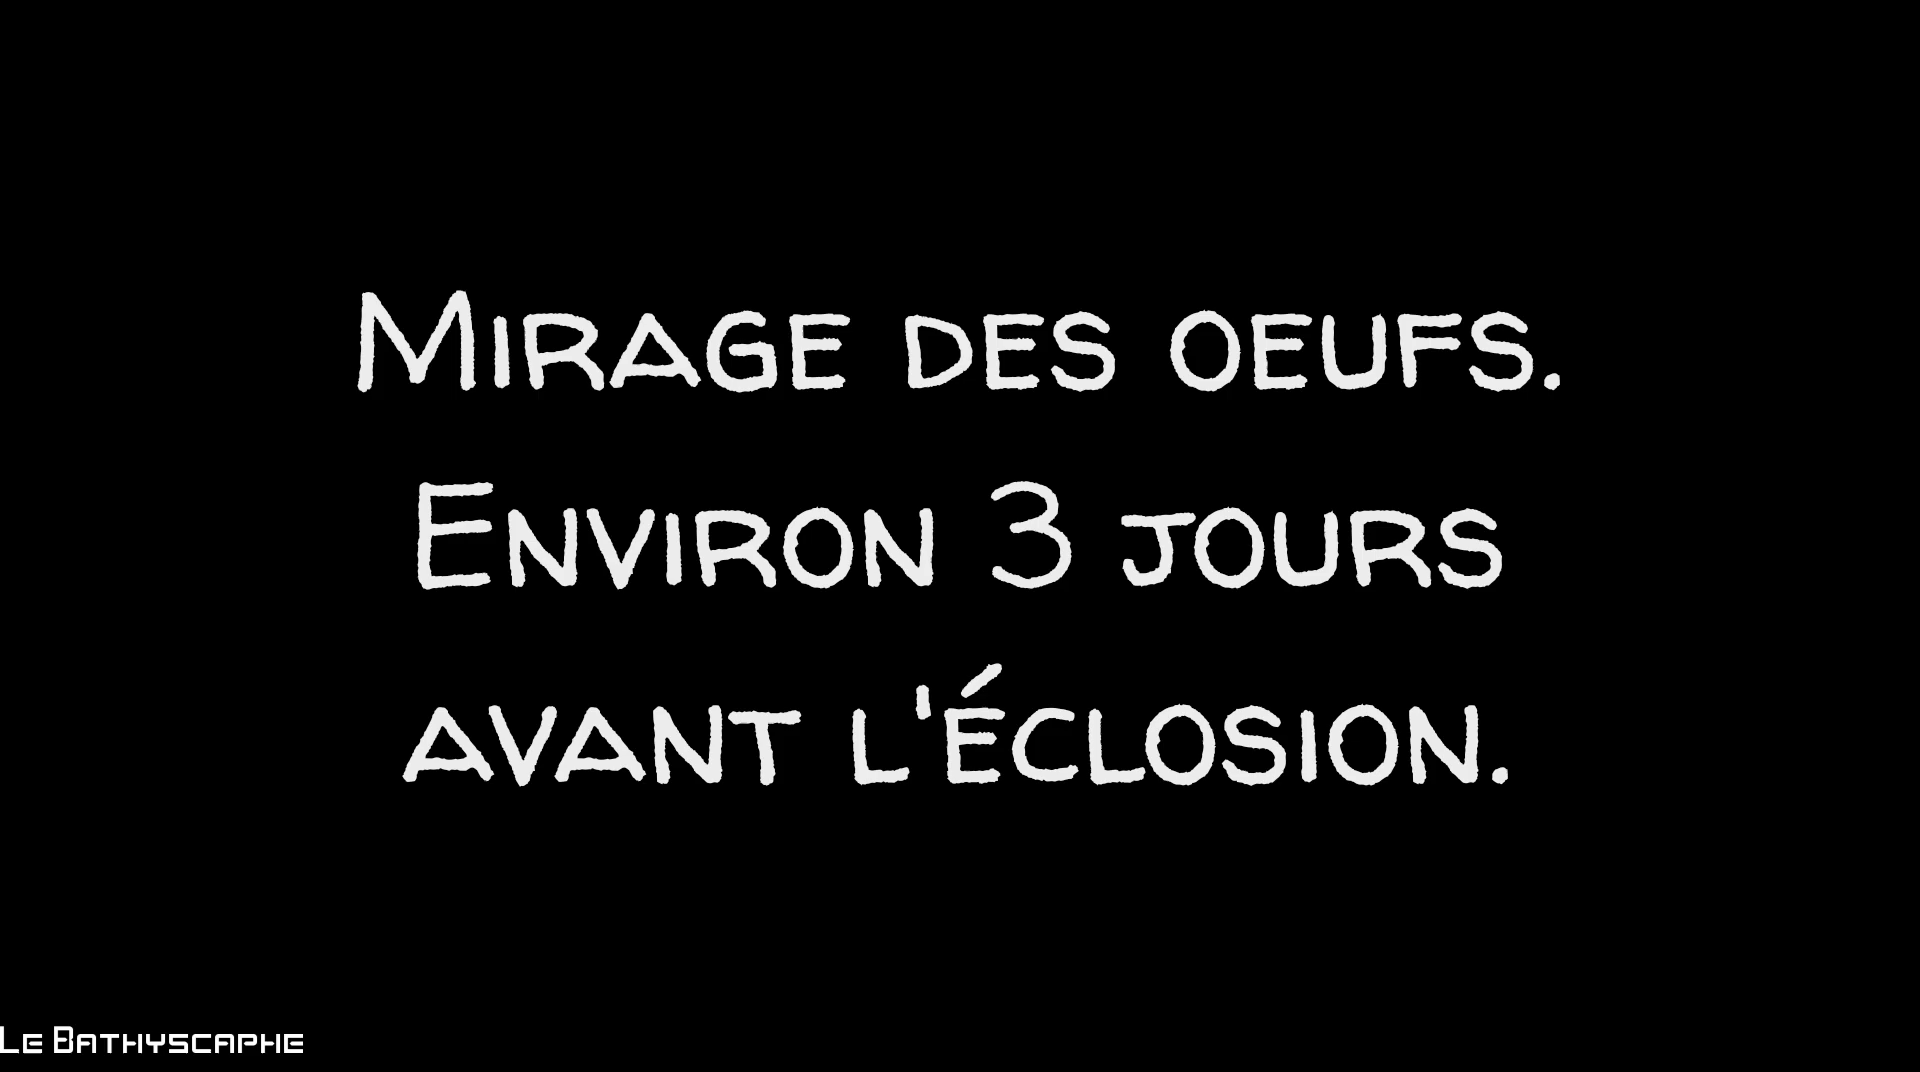 Mirage des oeufs.
Environ 3 jours
avant l'éclosion.
Le Bathyscaphe